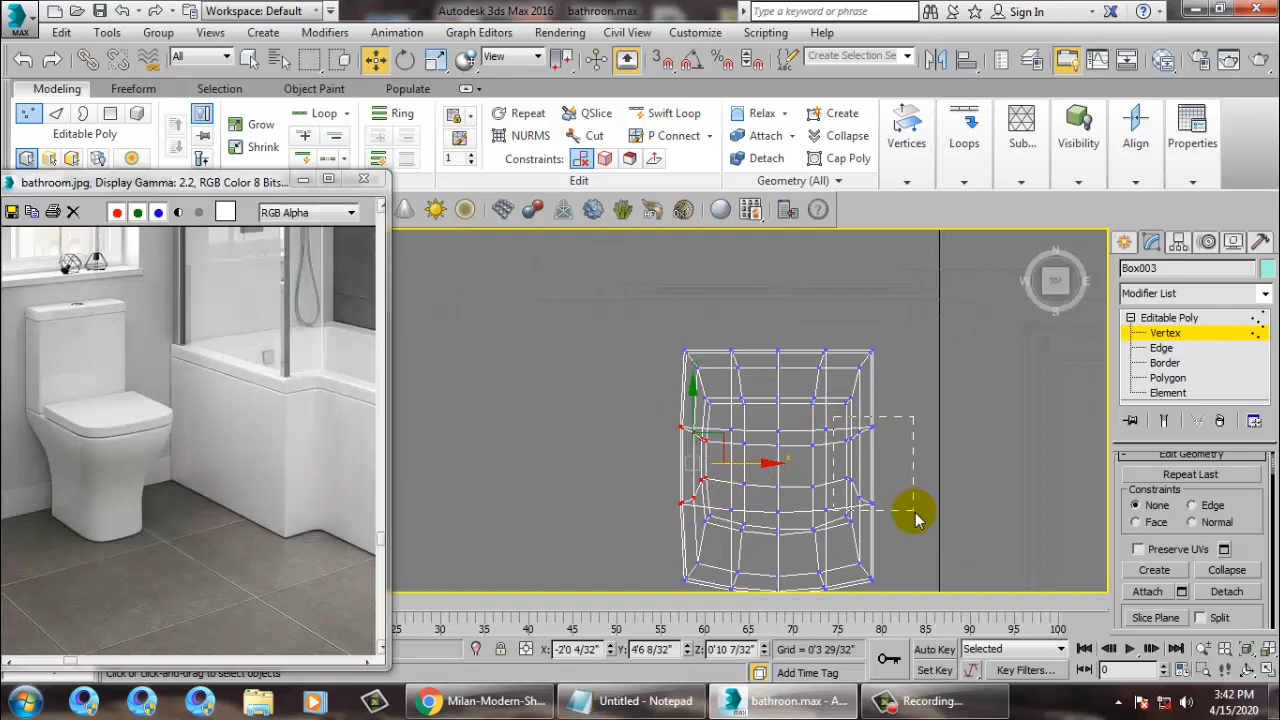 Workspace: Default
Autodesk 3ds Max 2016 bathroon.max
Type a keyword or phrase
Sign In
MAX
Edit Tools Group Views Create Modifiers Animation Graph Editors Rendering Civil View Customize Scripting Help
All
View
Create Selection Se
Modeling Freeform Selection Object Paint Populate
Loop Ring Repeat QSlice Swift Loop Relax Create
Grow
NURMS Cut P Connect Attach Collapse
Shrink
1 Constraints: Detach Cap Poly
Vertices Loops Sub... Visibility Align Properties
Editable Poly
Edit Geometry (All)
bathroom.jpg, Display Gamma: 2.2, RGB Color 8 Bits...
RGB Alpha
N
W TOP E
S
x
Box003
Modifier List
Editable Poly
Vertex
Edge
Border
Polygon
Element
Edit Geometry
Repeat Last
Constraints
None Edge
Face Normal
Preserve UVs
Create Collapse
Attach Detach
Slice Plane Split
25 30 35 40 45 50 55 60 65 70 75 80 85 90 95 100
X: -2'0 4/32" Y: 4'6 8/32" Z: 0'10 7/32" Grid = 0'3 29/32"
Auto Key Selected
Add Time Tag
Set Key Key Filters...
0
Click or click-and-drag to select objects
Milan-Modern-Sh...
Untitled - Notepad
bathroon.max - A...
Recording...
3:42 PM
4/15/2020